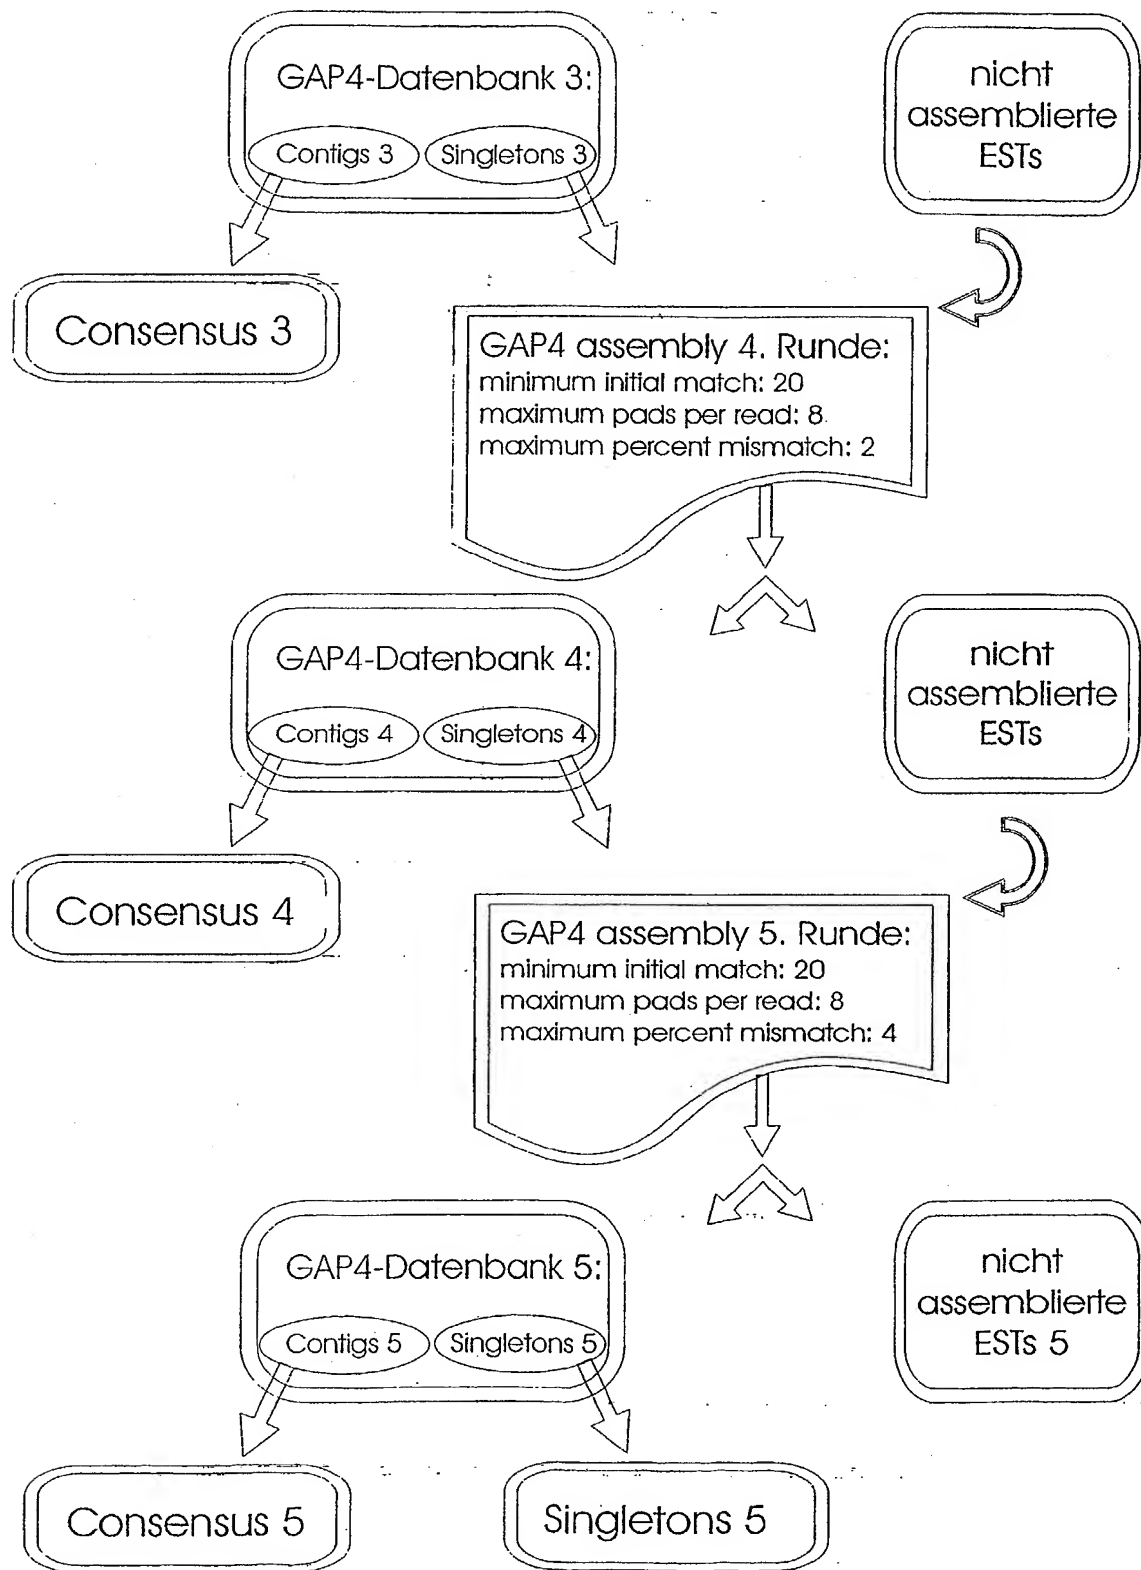 GAP4-Datenbank 3:
Contigs 3
Singletons 3
nicht
assemblierte
ESTs
Consensus 3
GAP4 assembly 4. Runde:
minimum initial match: 20
maximum pads per read: 8
maximum percent mismatch: 2
GAP4-Datenbank 4:
Contigs 4
Singletons 4
nicht
assemblierte
ESTs
Consensus 4
GAP4 assembly 5. Runde:
minimum initial match: 20
maximum pads per read: 8
maximum percent mismatch: 4
GAP4-Datenbank 5:
Contigs 5
Singletons 5
nicht
assemblierte
ESTs 5
Consensus 5
Singletons 5